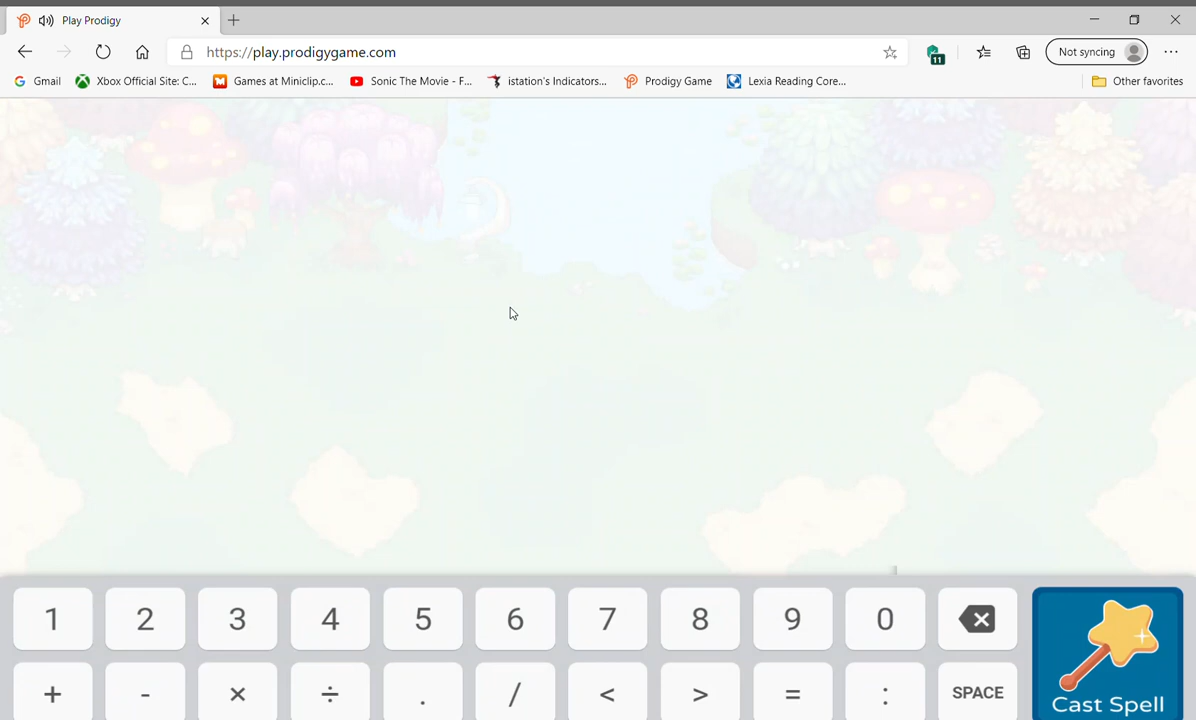 Play Prodigy
https://play.prodigygame.com
11
Not syncing
Gmail
Xbox Official Site: C...
Games at Miniclip.c...
Sonic The Movie - F...
istation's Indicators...
Prodigy Game
Lexia Reading Core...
Other favorites
1 2 3 4 5 6 7 8 9 0
+ - × ÷ . / < > = : SPACE
Cast Spell